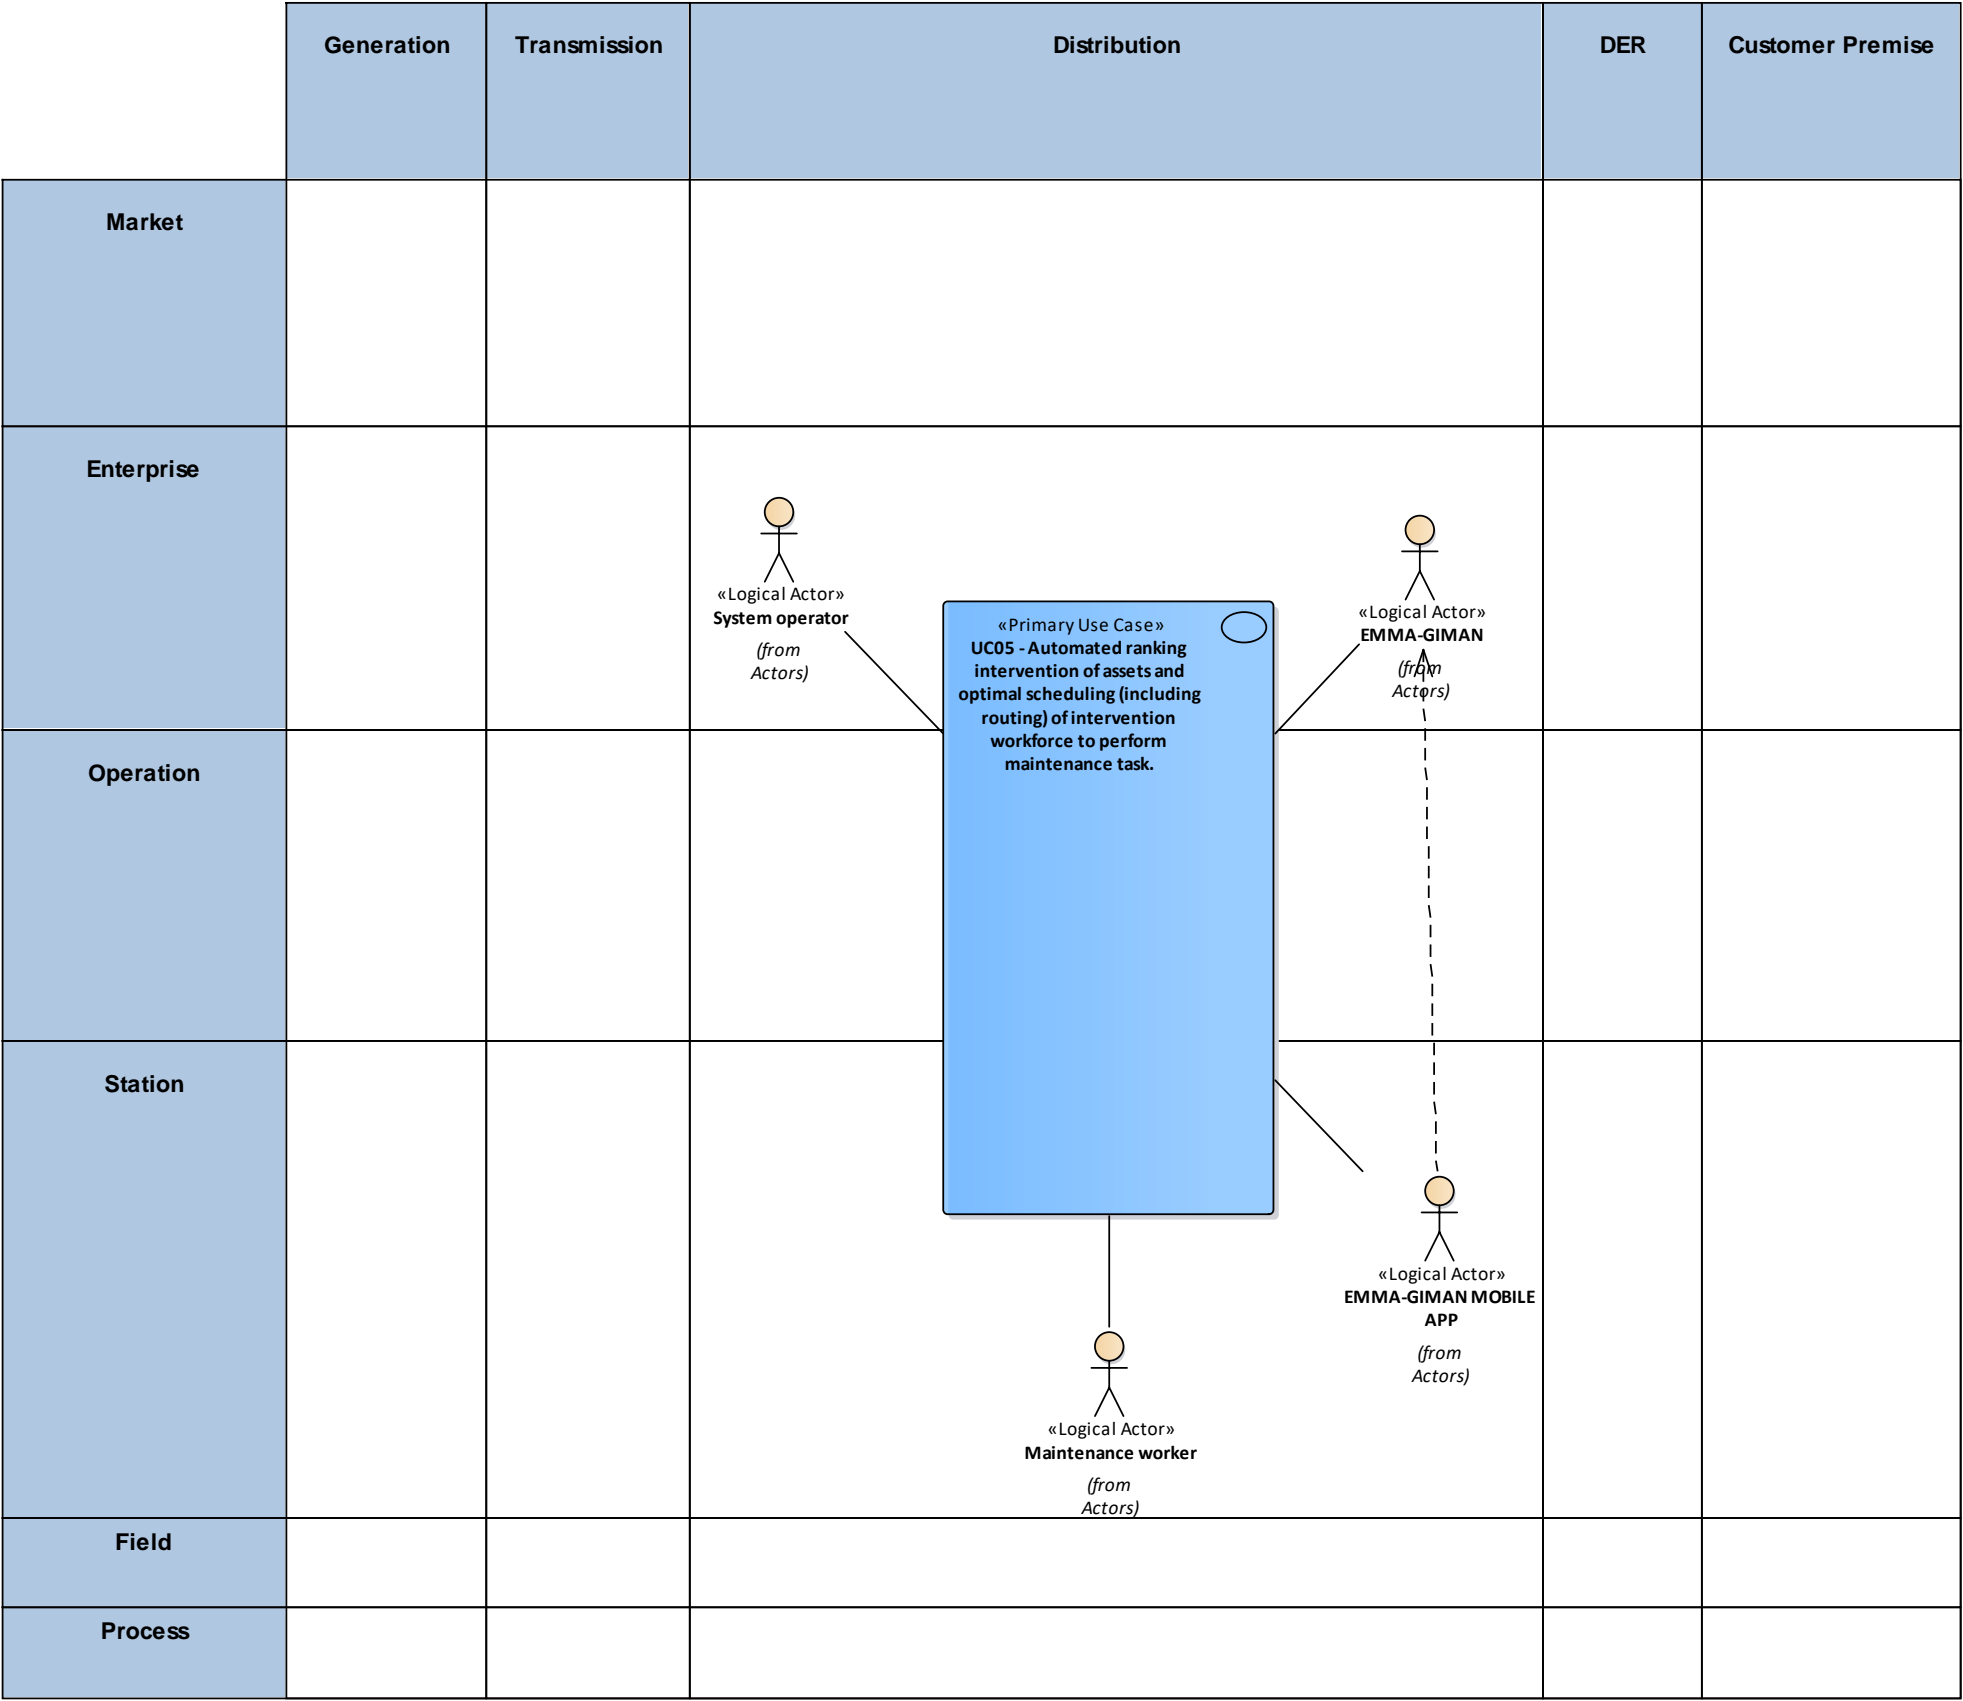 Generation
Transmission
Distribution
DER
Customer Premise
Market
Enterprise
«Logical Actor»
System operator
(from
Actors)
«Primary Use Case»
UC05 - Automated ranking
intervention of assets and
optimal scheduling (including
routing) of intervention
workforce to perform
maintenance task.
«Logical Actor»
EMMA-GIMAN
(from
Actors)
Operation
Station
«Logical Actor»
EMMA-GIMAN MOBILE
APP
(from
Actors)
«Logical Actor»
Maintenance worker
(from
Actors)
Field
Process